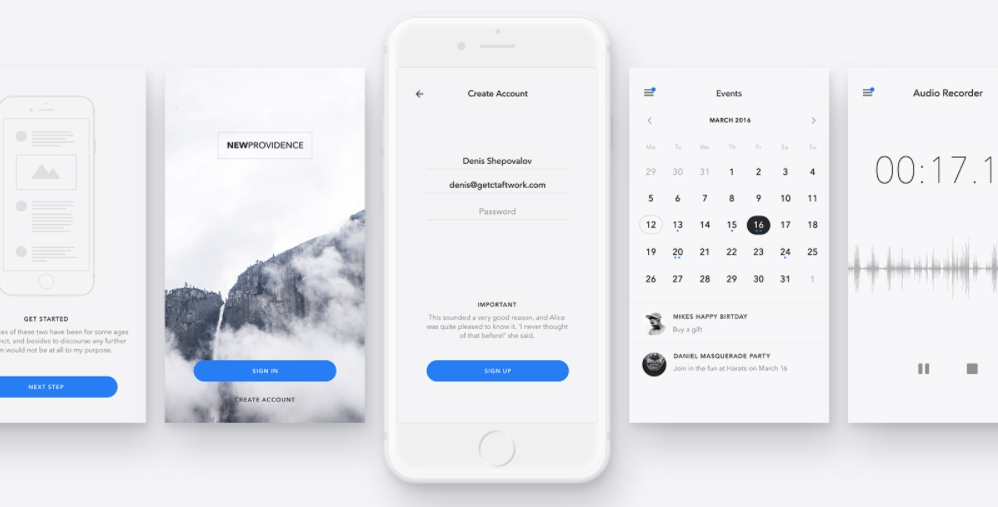 GET STARTED
es of these two have been for some ages
nct, and besides to discourse any further
m would not be at all to my purpose.
NEXT STEP
NEWPROVIDENCE
SIGN IN
CREATE ACCOUNT
Create Account
Denis Shepovalov
denis@getctaftwork.com
Password
IMPORTANT
This sounded a very good reason, and Alice
was quite pleased to know it. 'I never thought
of that before!' she said.
SIGN UP
Events
MARCH 2016
Mo Tu We Th Fr Sa Su
29 30 31 1 2 3 4
5 6 7 8 9 10 11
12 13 14 15 16 17 18
19 20 21 22 23 24 25
26 27 28 29 30 31 1
MIKES HAPPY BIRTDAY
Buy a gift
DANIEL MASQUERADE PARTY
Join in the fun at Harats on March 16
Audio Recorder
00:17.1